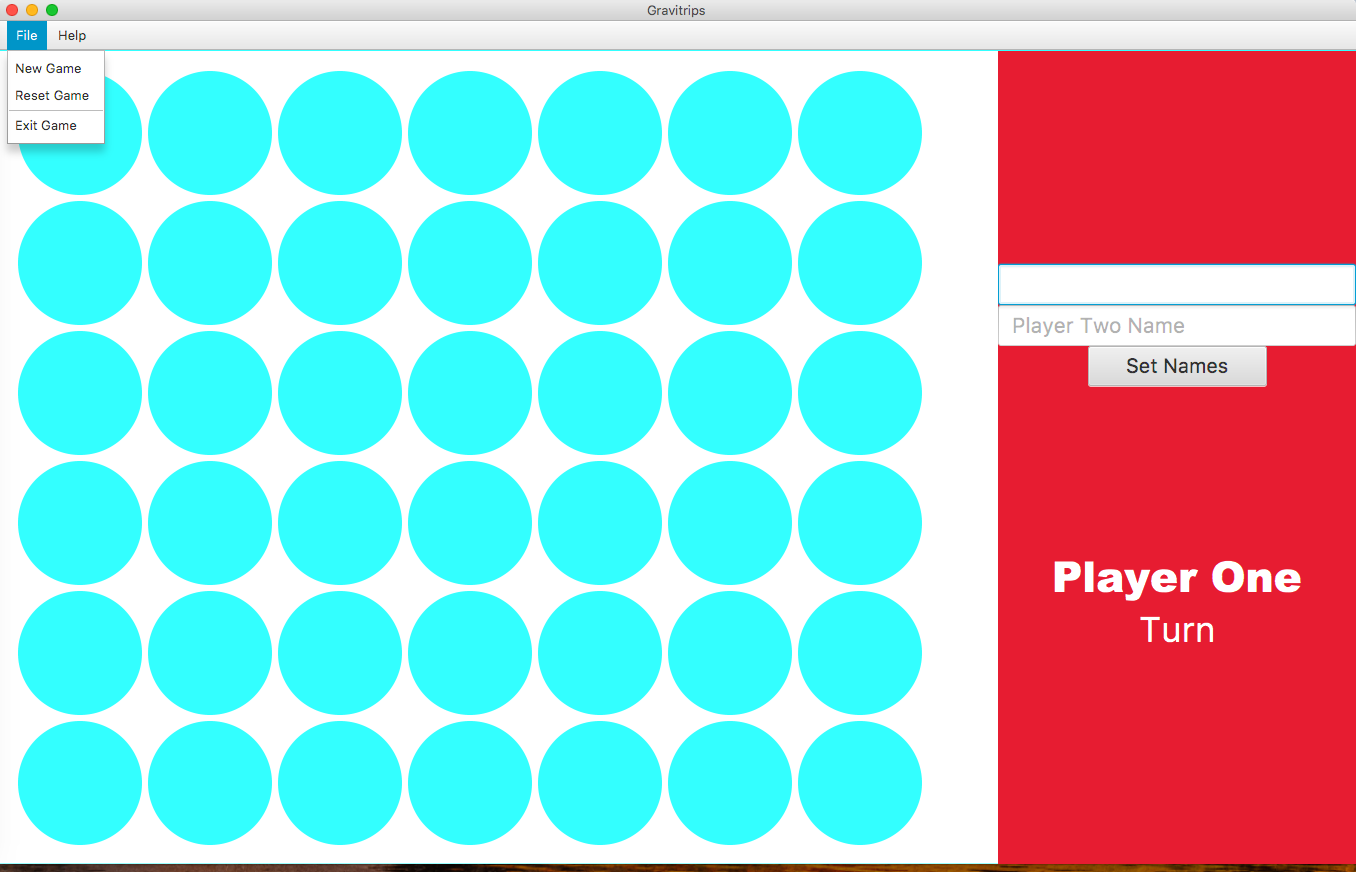 Gravitrips
File Help
New Game
Reset Game
Exit Game
Player Two Name
Set Names
Player One
Turn